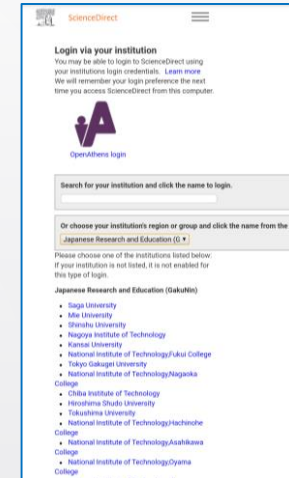 ScienceDirect
Login via your institution
You may be able to login to ScienceDirect using
your institutions login credentials. Learn more
We will remember your login preference the next
time you access ScienceDirect from this computer.
OpenAthens login
Search for your institution and click the name to login.
Or choose your institution's region or group and click the name from the
Japanese Research and Education (G
Please choose one of the institutions listed below:
If your institution is not listed, it is not enabled for
this type of login.
Japanese Research and Education (GakuNin)
Saga University
Mie University
Shinshu University
Nagoya Institute of Technology
Kansai University
National Institute of Technology,Fukui College
Tokyo Gakugei University
National Institute of Technology,Nagaoka
College
Chiba Institute of Technology
Hiroshima Shudo University
Tokushima University
National Institute of Technology,Hachinohe
College
National Institute of Technology,Asahikawa
College
National Institute of Technology,Oyama
College